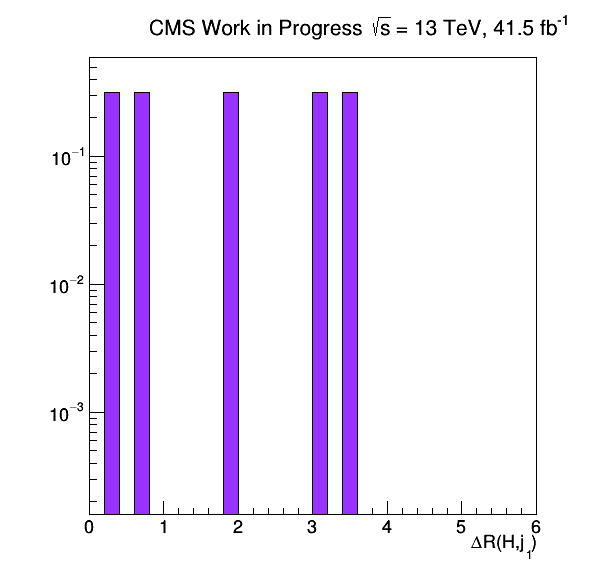 CMS Work in Progress √s = 13 TeV, 41.5 fb⁻¹
10⁻¹
10⁻²
10⁻³
0 1 2 3 4 5 6
ΔR(H,j₁)